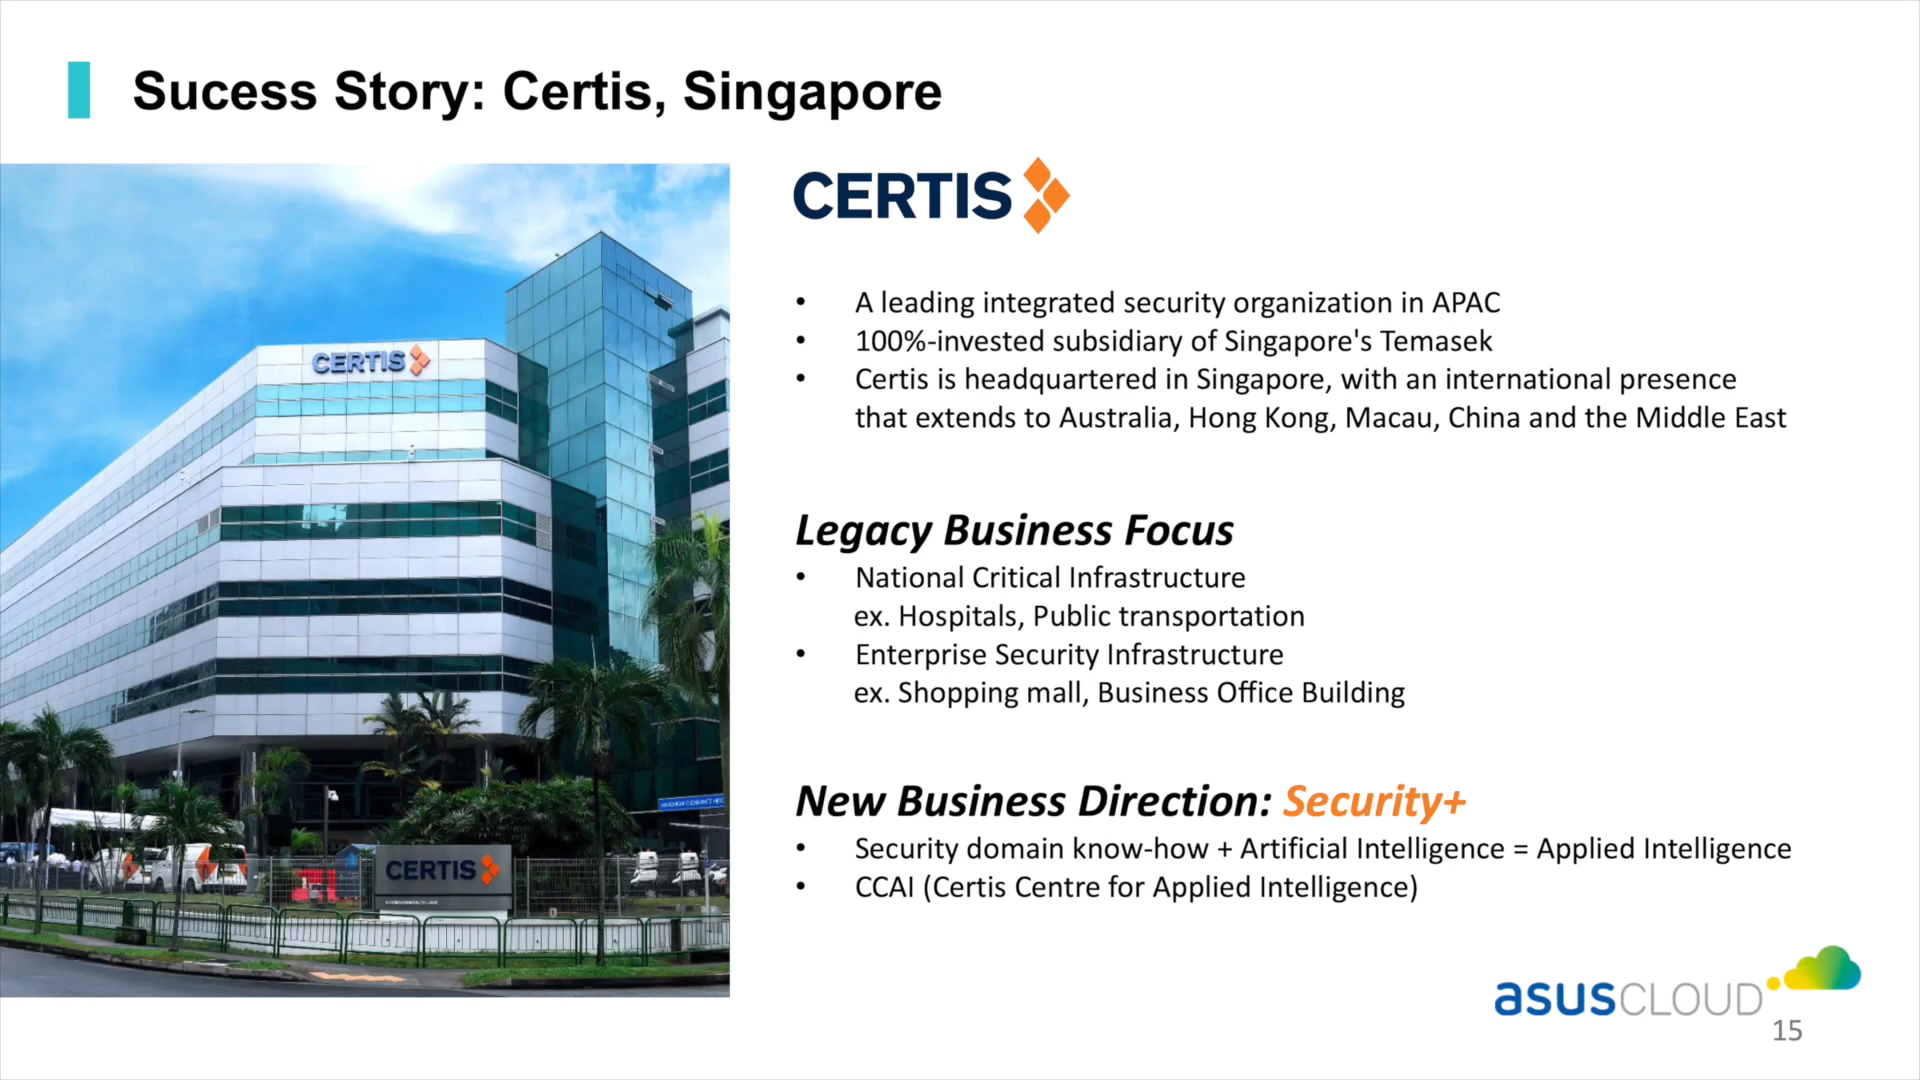 Sucess Story: Certis, Singapore
CERTIS
CERTIS
CERTIS
• A leading integrated security organization in APAC
• 100%-invested subsidiary of Singapore's Temasek
• Certis is headquartered in Singapore, with an international presence
that extends to Australia, Hong Kong, Macau, China and the Middle East
Legacy Business Focus
• National Critical Infrastructure
ex. Hospitals, Public transportation
• Enterprise Security Infrastructure
ex. Shopping mall, Business Office Building
New Business Direction: Security+
• Security domain know-how + Artificial Intelligence = Applied Intelligence
• CCAI (Certis Centre for Applied Intelligence)
asus CLOUD
15